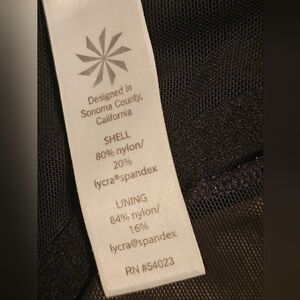 Designed in
Sonoma County,
California
SHELL
80% nylon/
20%
lycra®spandex
LINING
84% nylon/
16%
lycra®spandex
RN #54023